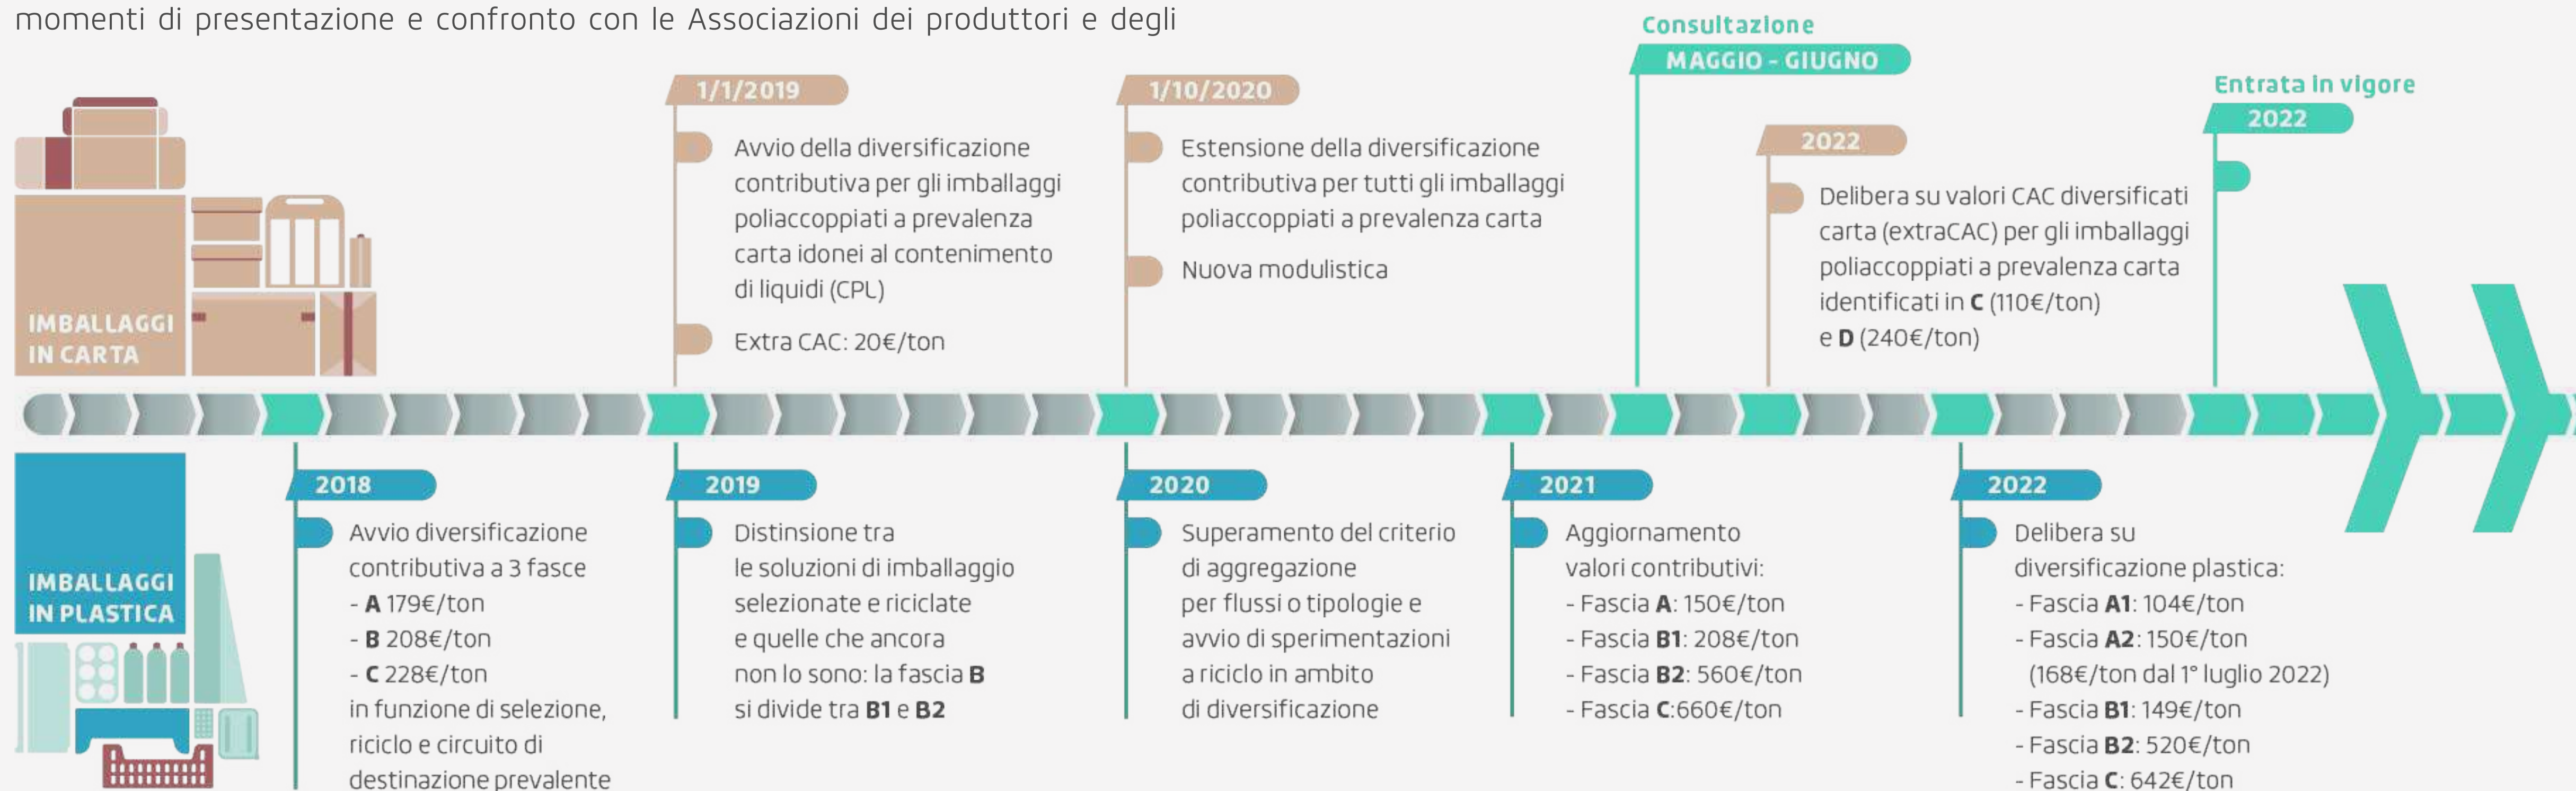 momenti di presentazione e confronto con le Associazioni dei produttori e degli
IMBALLAGGI
IN CARTA
1/1/2019
Avvio della diversificazione
contributiva per gli imballaggi
poliaccoppiati a prevalenza
carta idonei al contenimento
di liquidi (CPL)
Extra CAC: 20€/ton
1/10/2020
Estensione della diversificazione
contributiva per tutti gli imballaggi
poliaccoppiati a prevalenza carta
Nuova modulistica
Consultazione
MAGGIO - GIUGNO
2022
Delibera su valori CAC diversificati
carta (extraCAC) per gli imballaggi
poliaccoppiati a prevalenza carta
identificati in C (110€/ton)
e D (240€/ton)
Entrata in vigore
2022
IMBALLAGGI
IN PLASTICA
2018
Avvio diversificazione
contributiva a 3 fasce
- A 179€/ton
- B 208€/ton
- C 228€/ton
in funzione di selezione,
riciclo e circuito di
destinazione prevalente
2019
Distinsione tra
le soluzioni di imballaggio
selezionate e riciclate
e quelle che ancora
non lo sono: la fascia B
si divide tra B1 e B2
2020
Superamento del criterio
di aggregazione
per flussi o tipologie e
avvio di sperimentazioni
a riciclo in ambito
di diversificazione
2021
Aggiornamento
valori contributivi:
- Fascia A: 150€/ton
- Fascia B1: 208€/ton
- Fascia B2: 560€/ton
- Fascia C:660€/ton
2022
Delibera su
diversificazione plastica:
- Fascia A1: 104€/ton
- Fascia A2: 150€/ton
(168€/ton dal 1° luglio 2022)
- Fascia B1: 149€/ton
- Fascia B2: 520€/ton
- Fascia C: 642€/ton